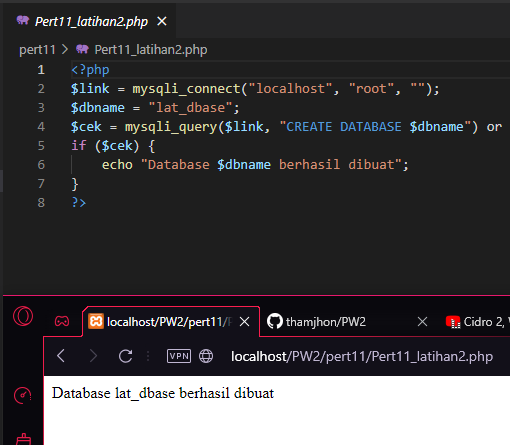 Pert11_latihan2.php
pert11 > Pert11_latihan2.php
1 <?php
2 $link = mysqli_connect("localhost", "root", "");
3 $dbname = "lat_dbase";
4 $cek = mysqli_query($link, "CREATE DATABASE $dbname") or
5 if ($cek) {
6 echo "Database $dbname berhasil dibuat";
7 }
8 ?>
localhost/PW2/pert11/P
thamjhon/PW2
Cidro 2,
VPN localhost/PW2/pert11/Pert11_latihan2.php
Database lat_dbase berhasil dibuat